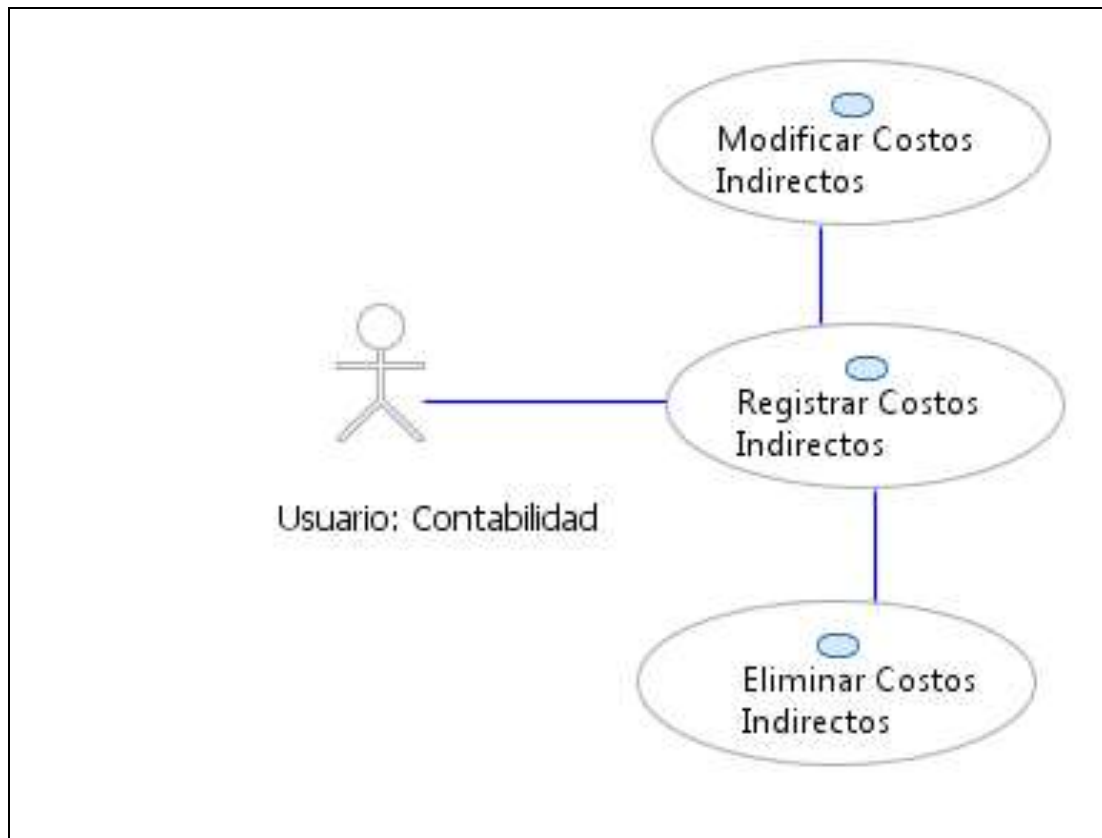 Modificar Costos
Indirectos
Registrar Costos
Indirectos
Usuario: Contabilidad
Eliminar Costos
Indirectos